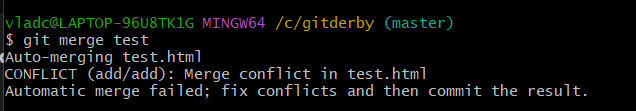 vladc@LAPTOP-96U8TK1G MINGW64 /c/gitderby (master)
$ git merge test
Auto-merging test.html
CONFLICT (add/add): Merge conflict in test.html
Automatic merge failed; fix conflicts and then commit the result.